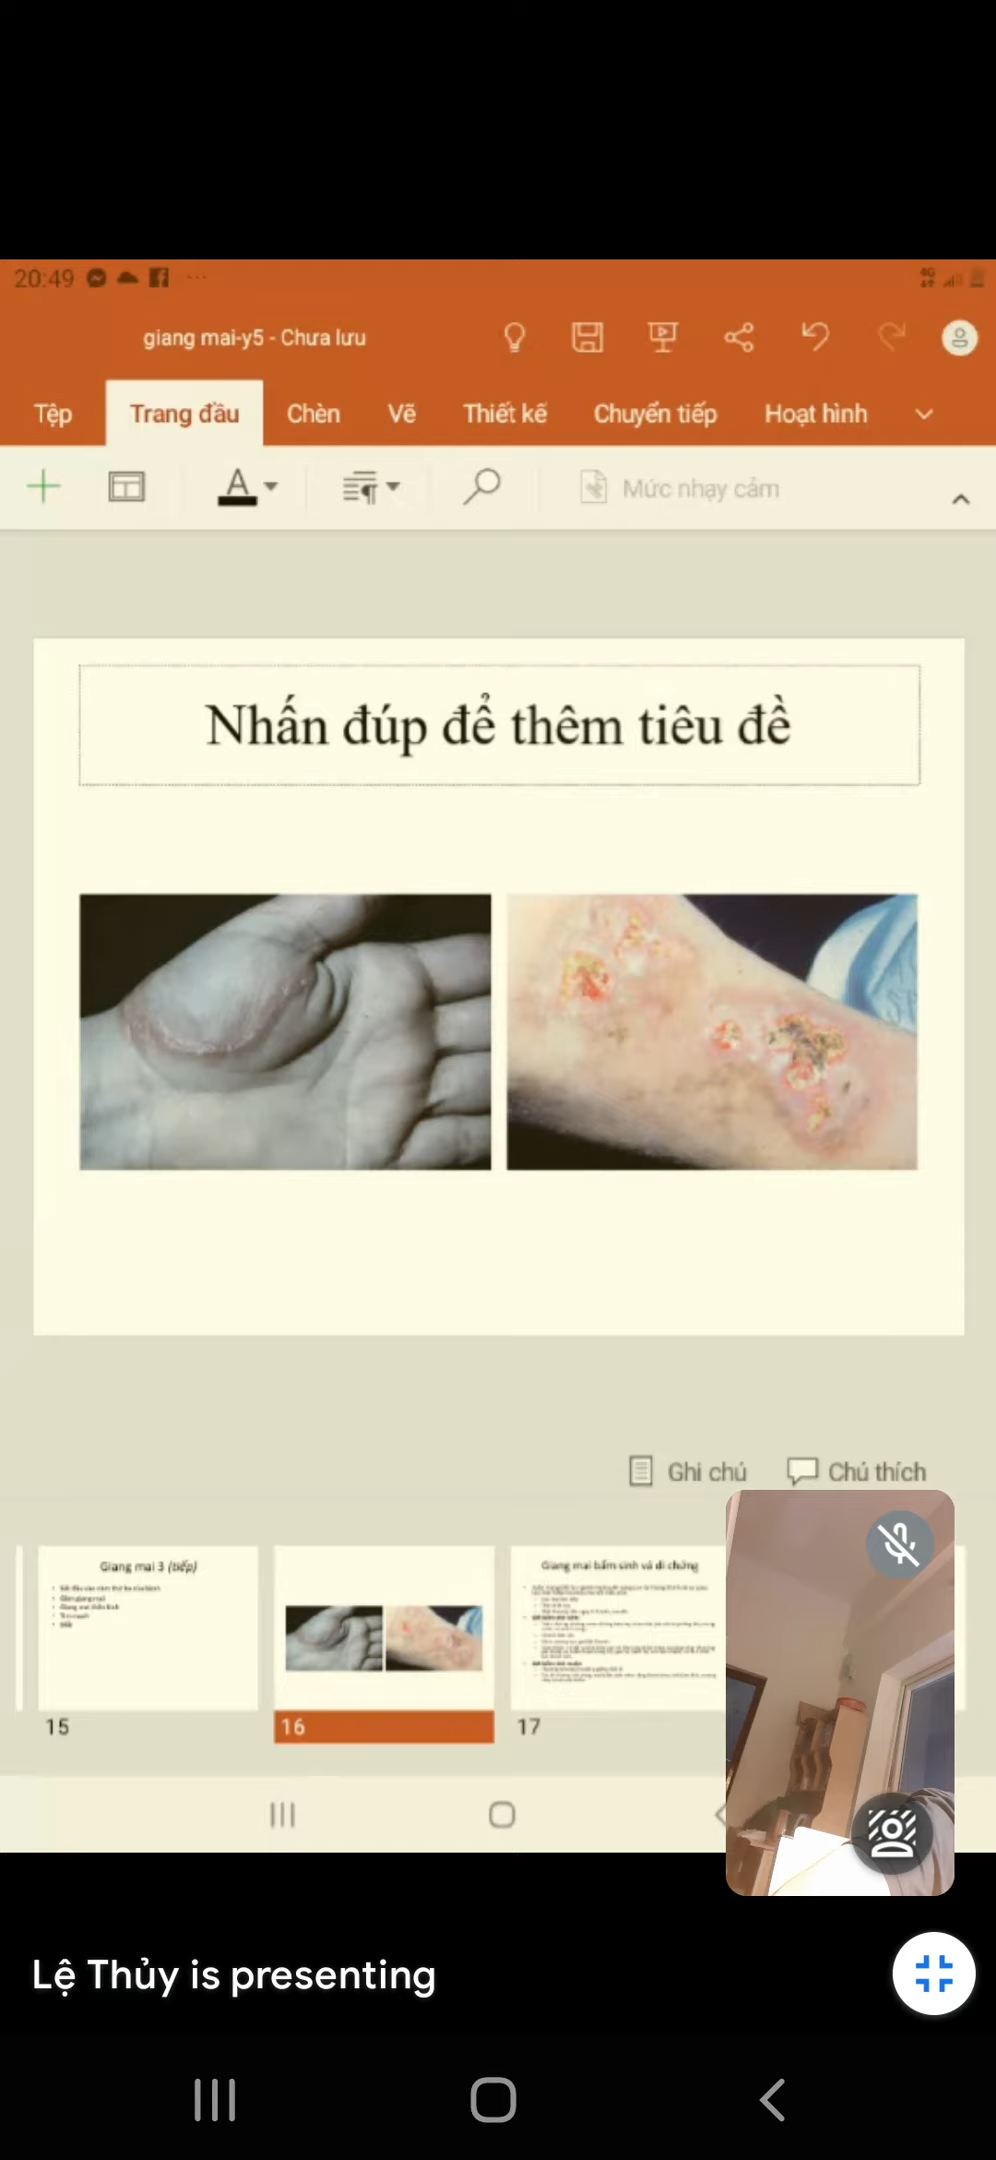 20:49
4G
giang mai-y5 - Chưa lưu
Tệp
Trang đầu
Chèn
Vẽ
Thiết kế
Chuyển tiếp
Hoạt hình
A
Mức nhạy cảm
Nhấn đúp để thêm tiêu đề
Ghi chú
Chú thích
Giang mai 3 (tiếp)
Giang mai bẩm sinh và di chứng
15
16
17
Lệ Thủy is presenting